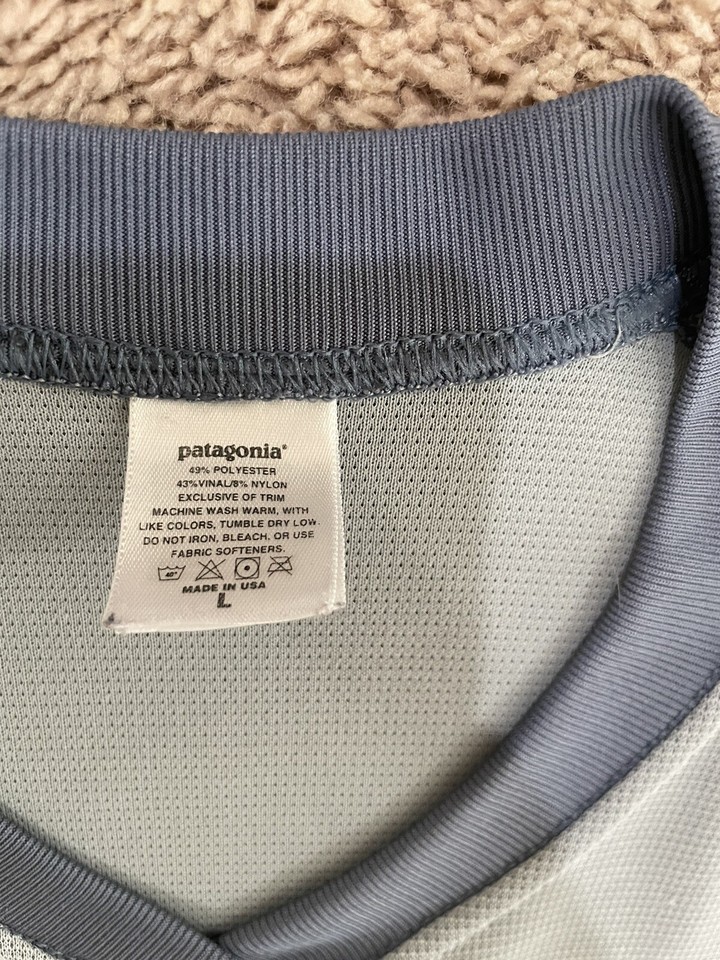 patagonia®
49% POLYESTER
43%VINAL/8% NYLON
EXCLUSIVE OF TRIM
MACHINE WASH WARM, WITH
LIKE COLORS, TUMBLE DRY LOW.
DO NOT IRON, BLEACH, OR USE
FABRIC SOFTENERS.
40°
MADE IN USA
L